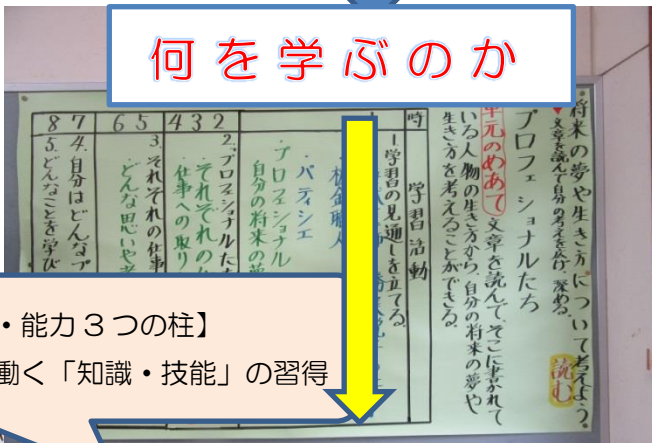 何を学ぶのか
将来の夢や生き方について考えよう。
♥文章を読んで自分の考えを広げ、深める。
プロフェッショナルたち
読む
単元のめあて 文章を読んで、そこに書かれて
いる人物の生き方から、自分の将来の夢や
生き方を考えることができる。
時
学習活動
1 学習の見通しを立てる。
板金職人
・パティシエ
・プロフェショナル
自分の将来の夢
2 3 4
2. プロフェショナルたち
・それぞれの
仕事への取り
5 6
3. それぞれの仕事
・どんな思いや
7
4. 自分はどんなプ
8
5. どんなことを学び
・能力3つの柱】
働く「知識・技能」の習得